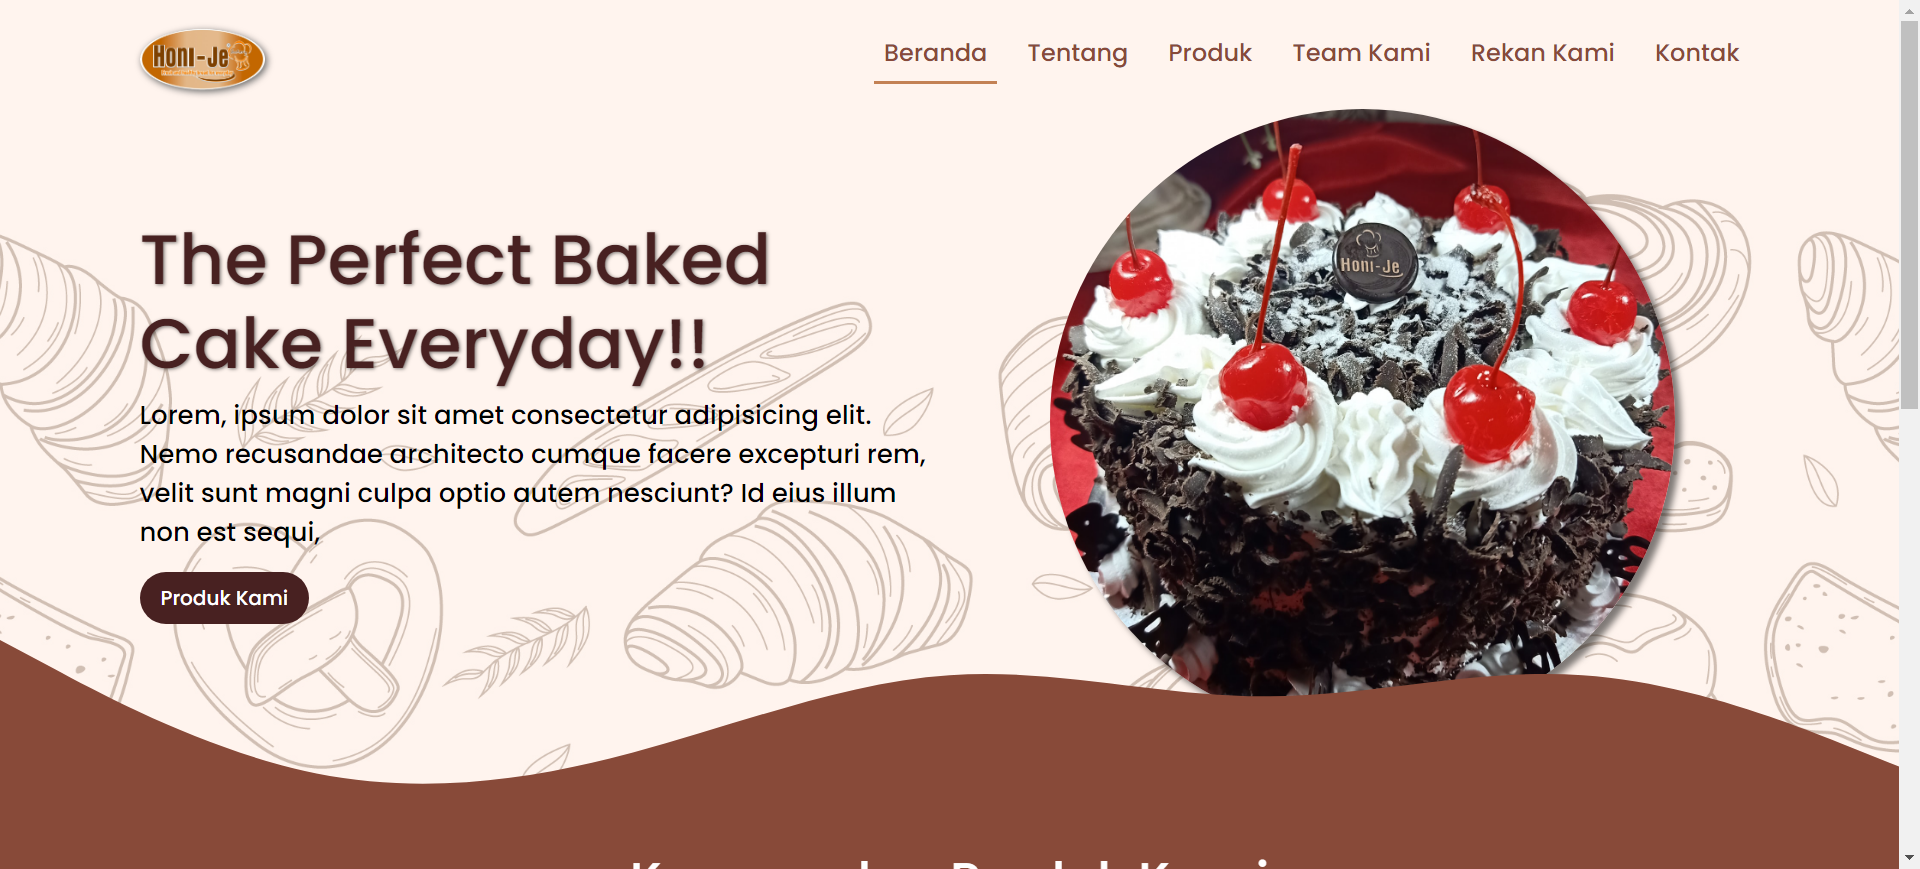 Honi-Je
Beranda
Tentang
Produk
Team Kami
Rekan Kami
Kontak
The Perfect Baked
Cake Everyday!!
Lorem, ipsum dolor sit amet consectetur adipisicing elit.
Nemo recusandae architecto cumque facere excepturi rem,
velit sunt magni culpa optio autem nesciunt? Id eius illum
non est sequi,
Produk Kami
Honi-Je